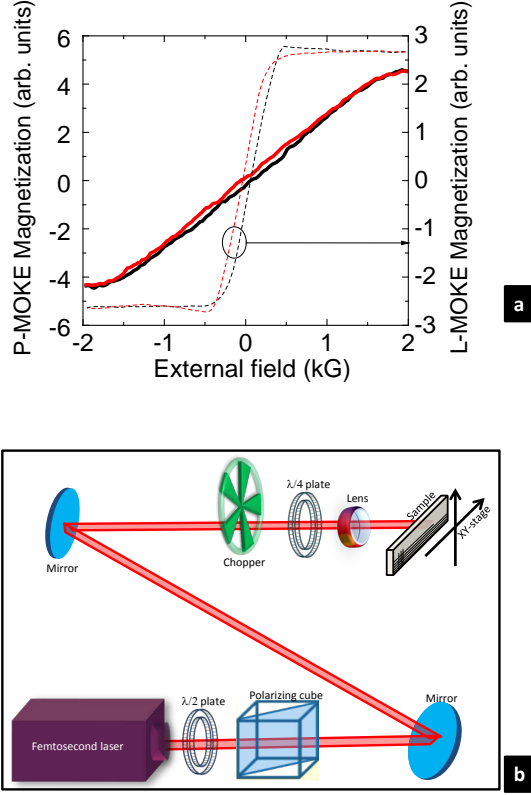 P-MOKE Magnetization (arb. units)
6
4
2
0
-2
-4
-6
3
2
1
0
-1
-2
-3
L-MOKE Magnetization (arb. units)
-2
-1
0
1
2
External field (kG)
a
Mirror
Chopper
λ/4 plate
Lens
Sample
XY-stage
Femtosecond laser
λ/2 plate
Polarizing cube
Mirror
b